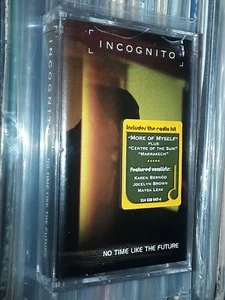 INCOGNITO
includes the radio hit
"MORE OF MYSELF"
PLUS
"CENTRE OF THE SUN"
"MARRAKECH"
featured vocalists:
KAREN BERNOD
JOCELYN BROWN
MAYSA LEAK
NO TIME LIKE THE FUTURE
INCOGNITO
NO TIME LIKE THE FUTURE